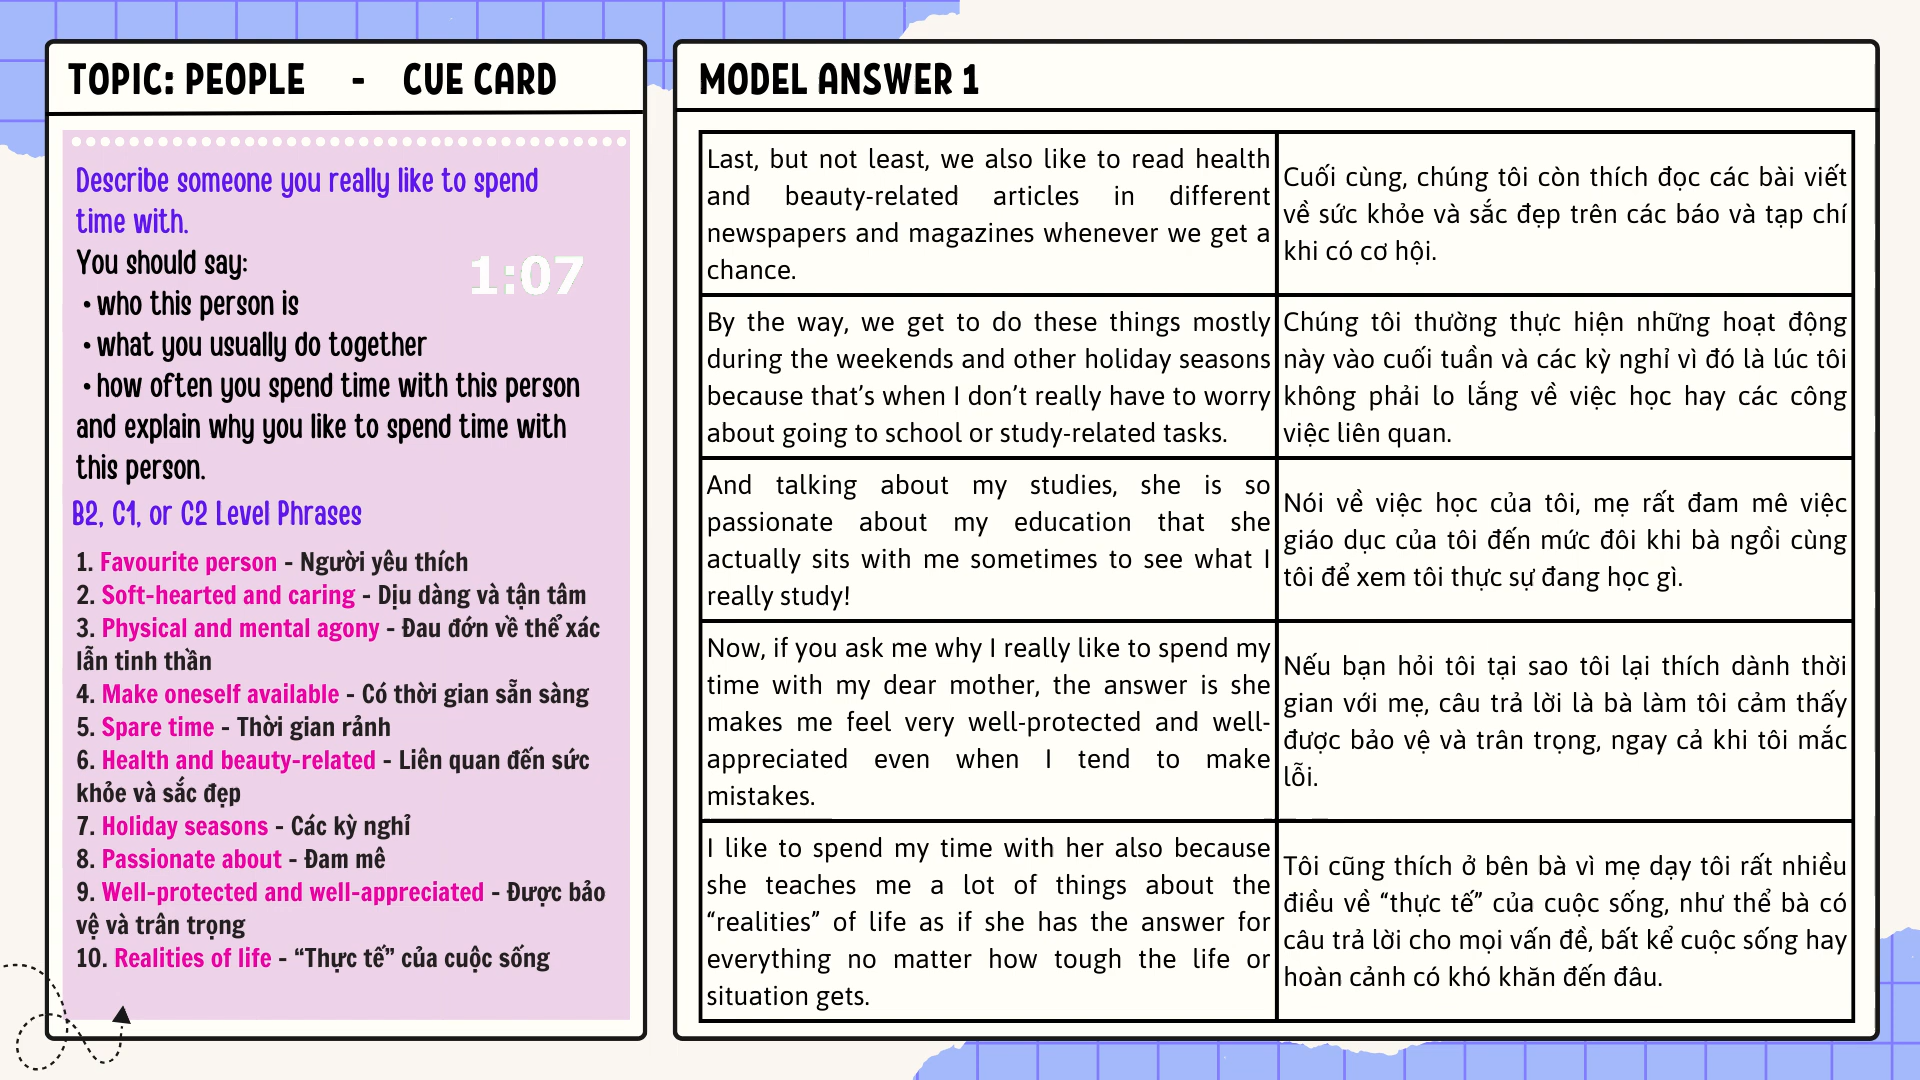 TOPIC: PEOPLE - CUE CARD
Describe someone you really like to spend
time with.
You should say:
• who this person is
• what you usually do together
• how often you spend time with this person
and explain why you like to spend time with
this person.
1:07
B2, C1, or C2 Level Phrases
1. Favourite person - Người yêu thích
2. Soft-hearted and caring - Dịu dàng và tận tâm
3. Physical and mental agony - Đau đớn về thể xác
lẫn tinh thần
4. Make oneself available - Có thời gian sẵn sàng
5. Spare time - Thời gian rảnh
6. Health and beauty-related - Liên quan đến sức
khỏe và sắc đẹp
7. Holiday seasons - Các kỳ nghỉ
8. Passionate about - Đam mê
9. Well-protected and well-appreciated - Được bảo
vệ và trân trọng
10. Realities of life - “Thực tế” của cuộc sống
MODEL ANSWER 1
Last, but not least, we also like to read health
and beauty-related articles in different
newspapers and magazines whenever we get a
chance.
Cuối cùng, chúng tôi còn thích đọc các bài viết
về sức khỏe và sắc đẹp trên các báo và tạp chí
khi có cơ hội.
By the way, we get to do these things mostly
during the weekends and other holiday seasons
because that’s when I don’t really have to worry
about going to school or study-related tasks.
Chúng tôi thường thực hiện những hoạt động
này vào cuối tuần và các kỳ nghỉ vì đó là lúc tôi
không phải lo lắng về việc học hay các công
việc liên quan.
And talking about my studies, she is so
passionate about my education that she
actually sits with me sometimes to see what I
really study!
Nói về việc học của tôi, mẹ rất đam mê việc
giáo dục của tôi đến mức đôi khi bà ngồi cùng
tôi để xem tôi thực sự đang học gì.
Now, if you ask me why I really like to spend my
time with my dear mother, the answer is she
makes me feel very well-protected and well-
appreciated even when I tend to make
mistakes.
Nếu bạn hỏi tôi tại sao tôi lại thích dành thời
gian với mẹ, câu trả lời là bà làm tôi cảm thấy
được bảo vệ và trân trọng, ngay cả khi tôi mắc
lỗi.
I like to spend my time with her also because
she teaches me a lot of things about the
“realities” of life as if she has the answer for
everything no matter how tough the life or
situation gets.
Tôi cũng thích ở bên bà vì mẹ dạy tôi rất nhiều
điều về “thực tế” của cuộc sống, như thể bà có
câu trả lời cho mọi vấn đề, bất kể cuộc sống hay
hoàn cảnh có khó khăn đến đâu.